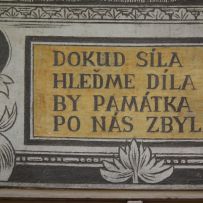 DOKUD SÍLA
HLEĎME DÍLA
BY PAMÁTKA
PO NÁS ZBYL